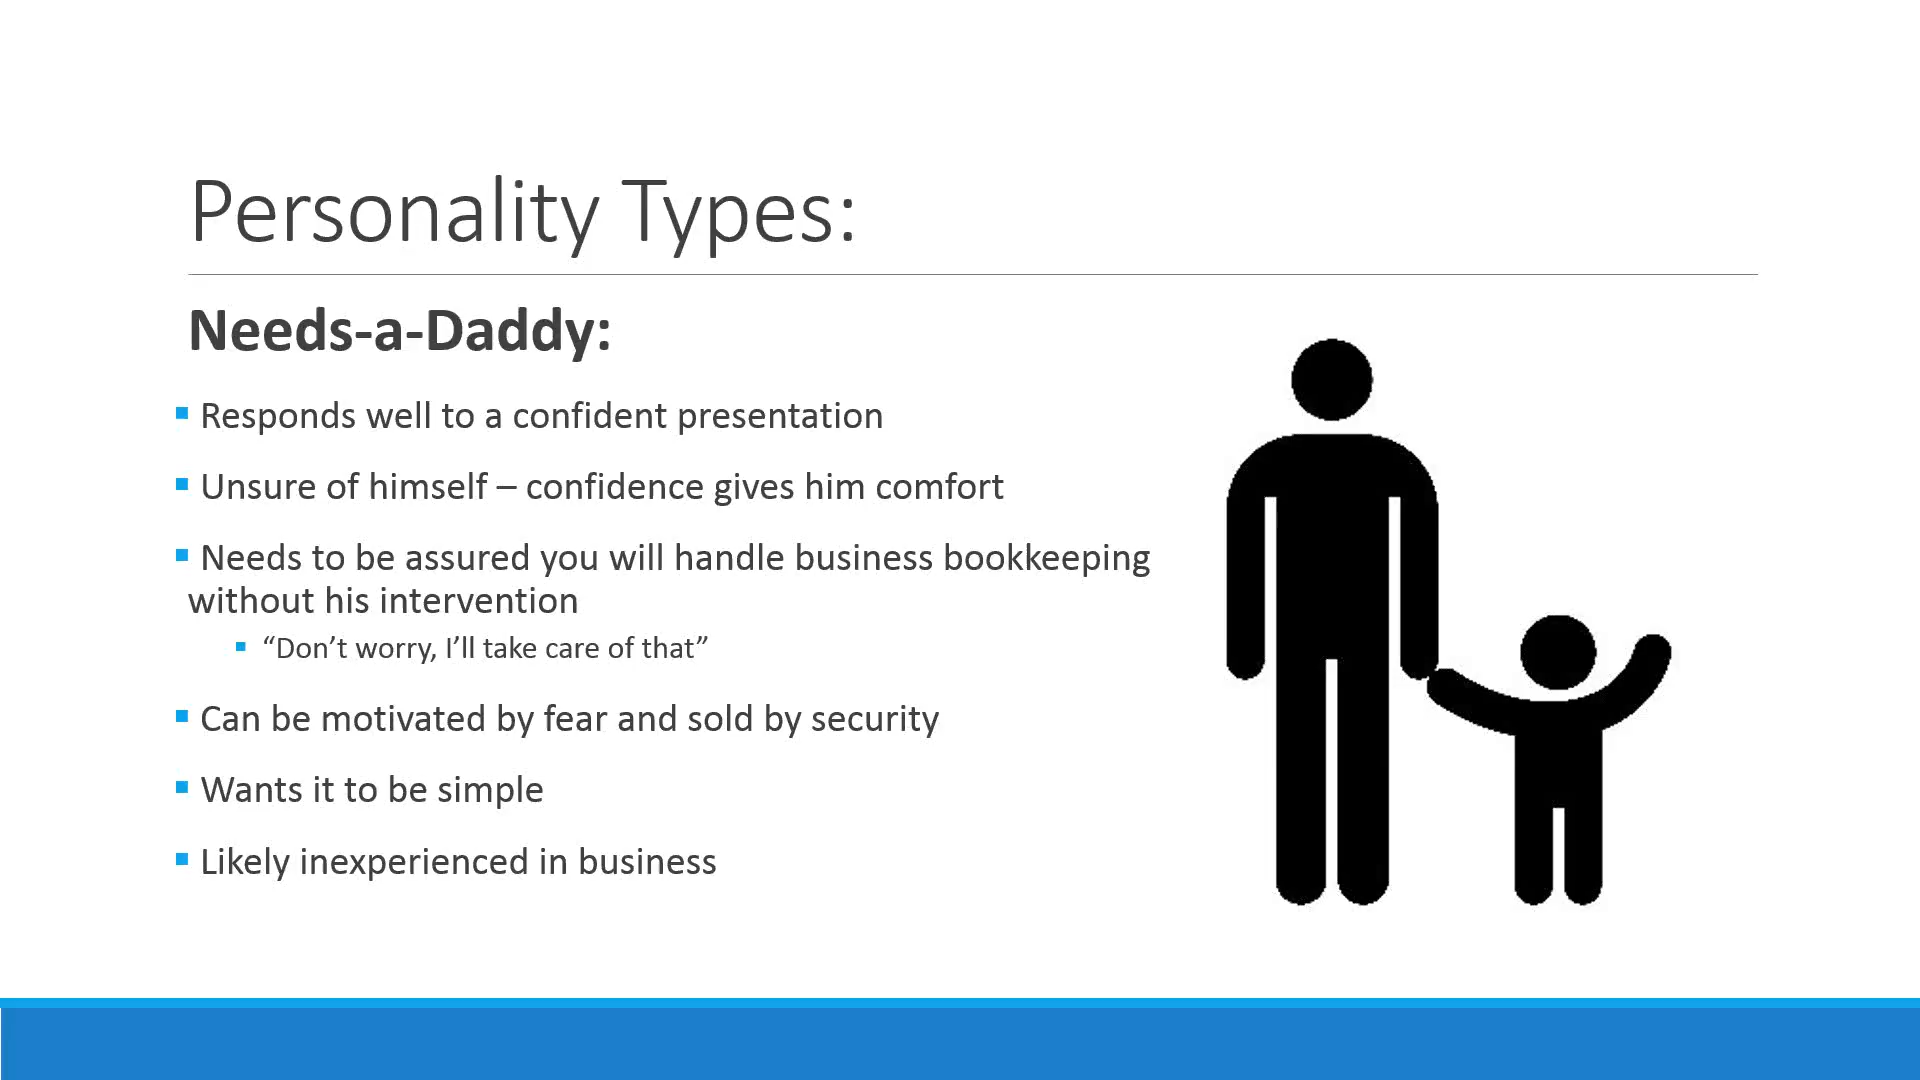 Personality Types:
Needs-a-Daddy:
▪ Responds well to a confident presentation
▪ Unsure of himself – confidence gives him comfort
▪ Needs to be assured you will handle business bookkeeping
without his intervention
▪ “Don’t worry, I’ll take care of that”
▪ Can be motivated by fear and sold by security
▪ Wants it to be simple
▪ Likely inexperienced in business